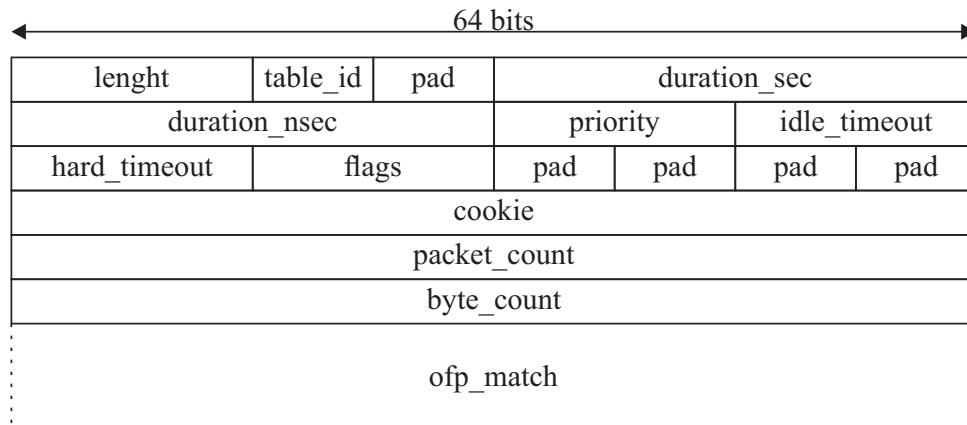 64 bits
lenght table_id pad duration_sec
duration_nsec priority idle_timeout
hard_timeout flags pad pad pad pad
cookie
packet_count
byte_count
ofp_match